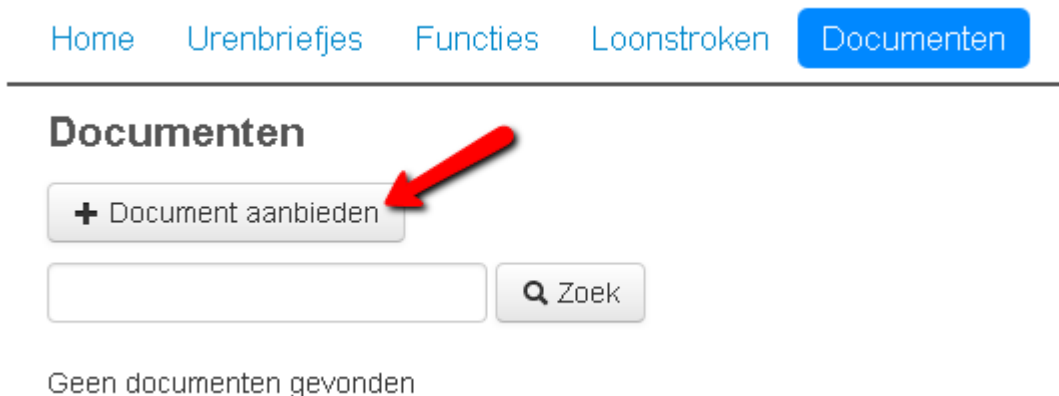 Home Urenbriefjes Functies Loonstroken Documenten
Documenten
+ Document aanbieden
Zoek
Geen documenten gevonden